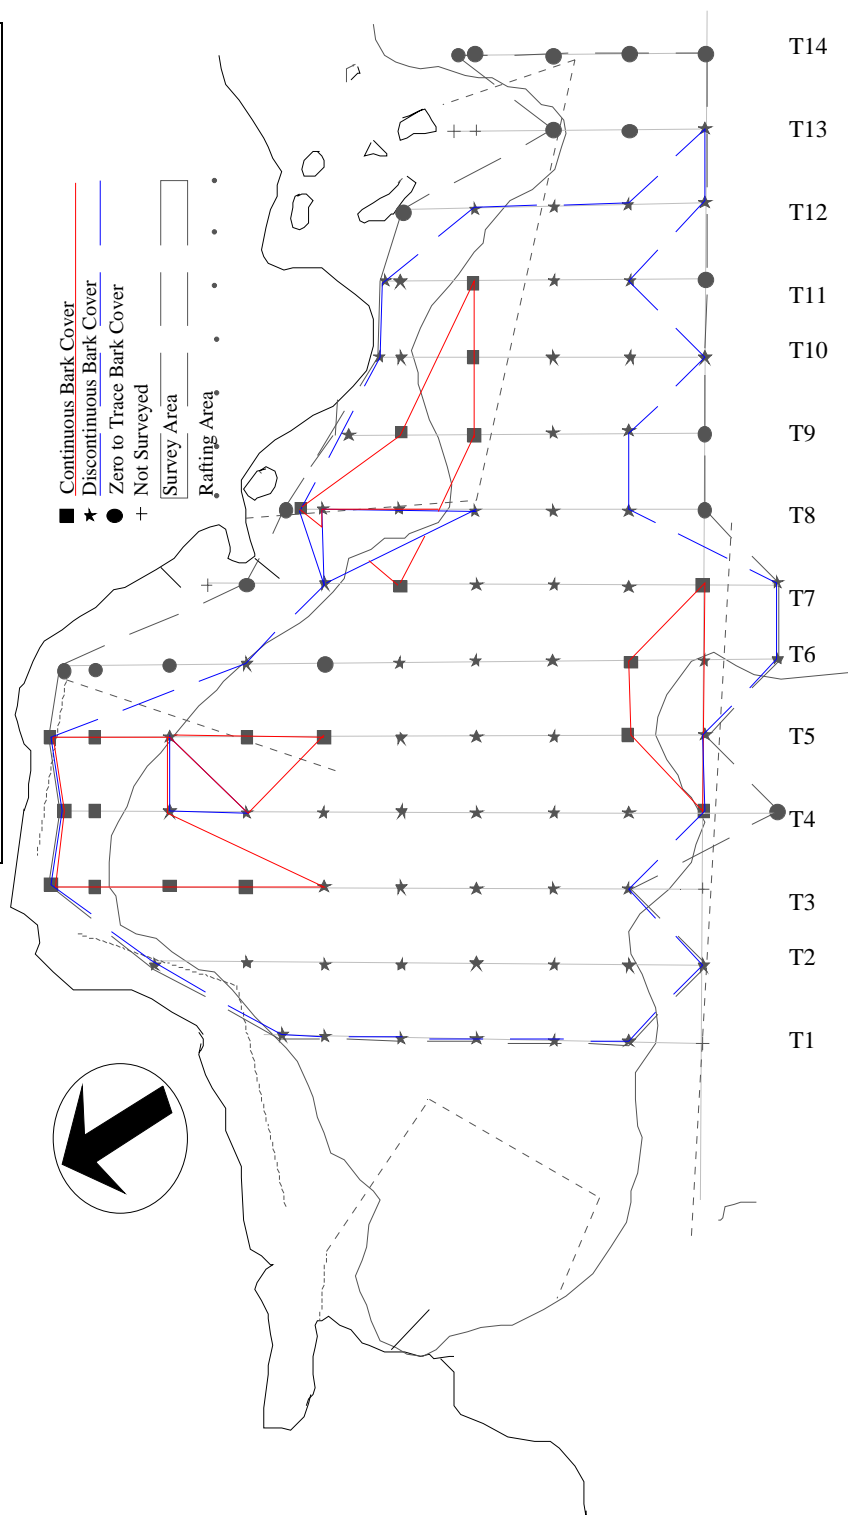 T14
T13
T12
T11
T10
T9
T8
T7
T6
T5
T4
T3
T2
T1
Continuous Bark Cover
Discontinuous Bark Cover
Zero to Trace Bark Cover
Not Surveyed
Survey Area
Rafting Area